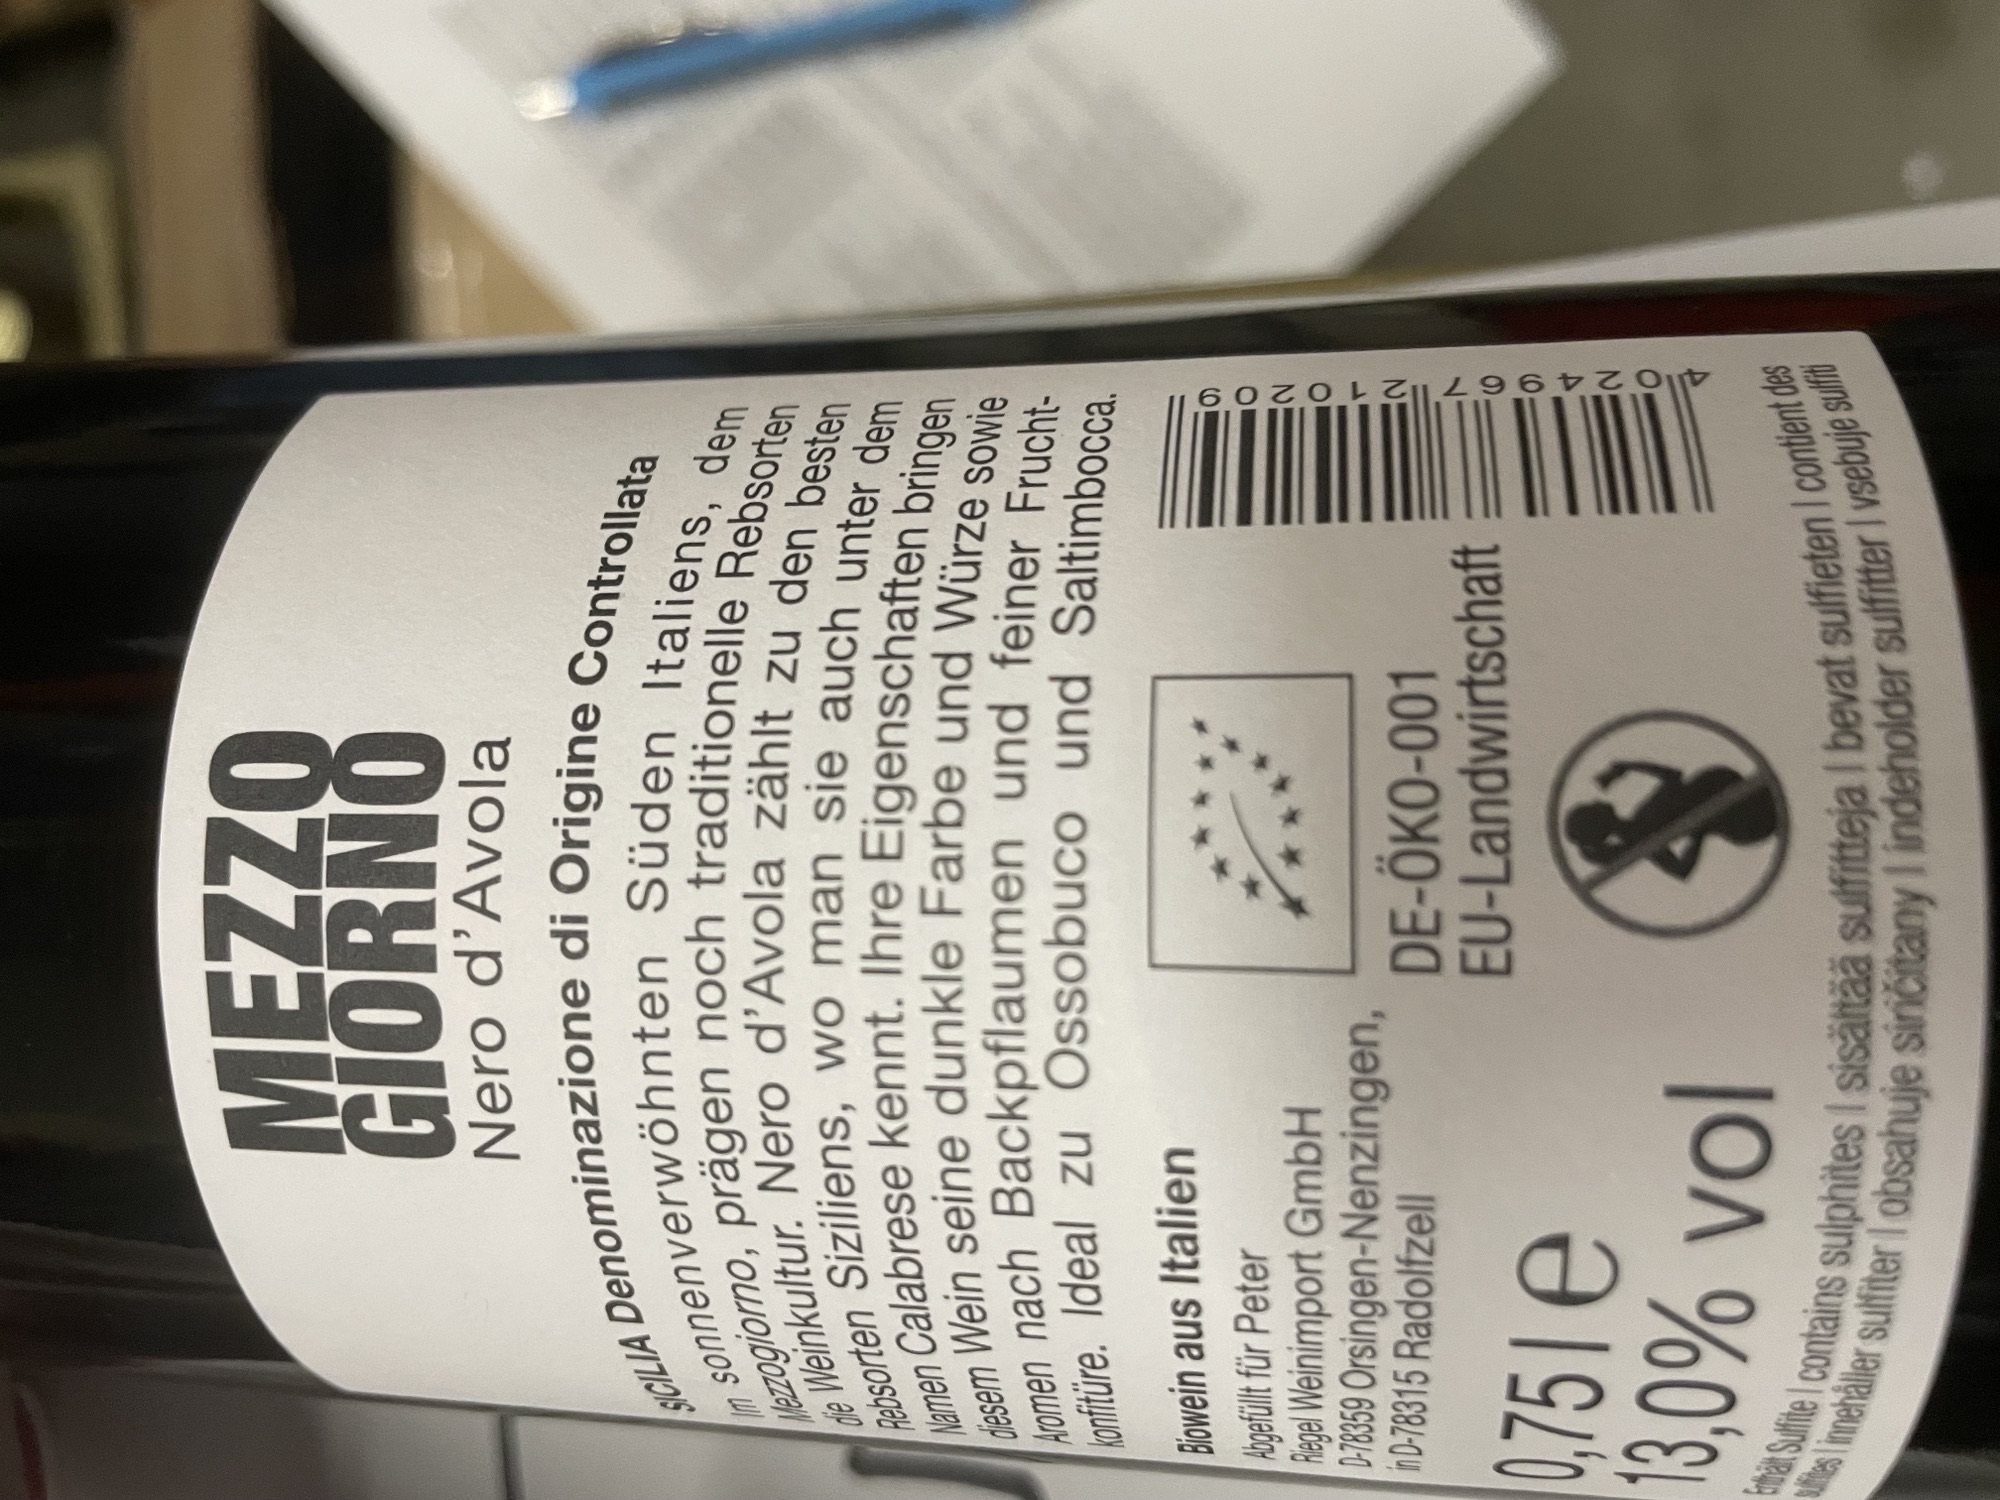 MEZZO
GIORNO
Nero d'Avola
SICILIA Denominazione di Origine Controllata
Im sonnenverwöhnten Süden Italiens, dem
Mezzogiorno, prägen noch traditionelle Rebsorten
die Weinkultur. Nero d'Avola zählt zu den besten
Rebsorten Siziliens, wo man sie auch unter dem
Namen Calabrese kennt. Ihre Eigenschaften bringen
diesem Wein seine dunkle Farbe und Würze sowie
Aromen nach Backpflaumen und feiner Frucht-
konfitüre. Ideal zu Ossobuco und Saltimbocca.
Biowein aus Italien
Abgefüllt für Peter
Riegel Weinimport GmbH
D-78359 Orsingen-Nenzingen,
in D-78315 Radolfzell
DE-ÖKO-001
EU-Landwirtschaft
4 024967 210209
0,75 l e
13,0% vol
Enthält Sulfite | contains sulphites | sisältää sulfiitteja | bevat sulfieten | contient des
sulfites | innehåller sulfiter | obsahuje siričitany | indeholder sulfitter | vsebuje sulfiti